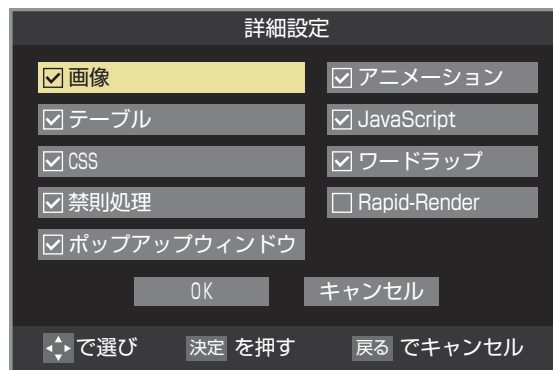 詳細設定
画像
アニメーション
テーブル
JavaScript
CSS
ワードラップ
禁則処理
Rapid-Render
ポップアップウィンドウ
OK
キャンセル
で選び 決定 を押す 戻る でキャンセル